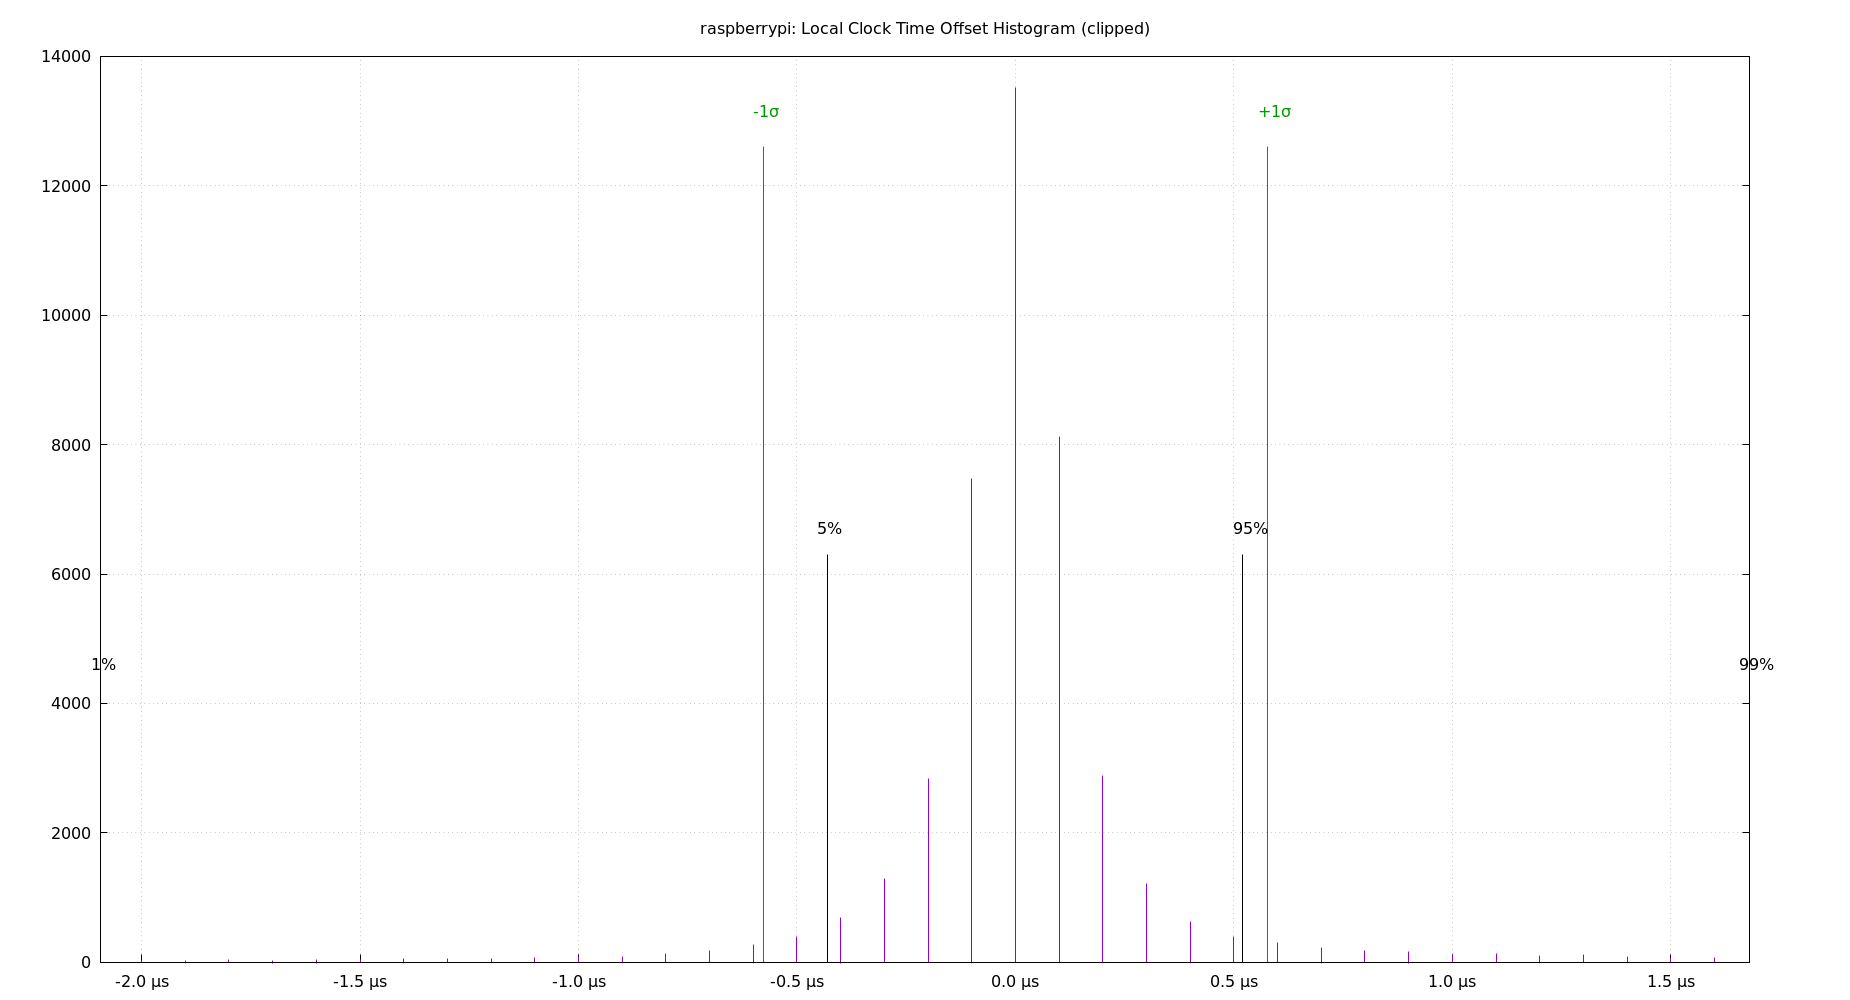 raspberrypi: Local Clock Time Offset Histogram (clipped)
14000
-1σ
+1σ
12000
10000
8000
5%
95%
6000
1%
99%
4000
2000
0
-2.0 µs
-1.5 µs
-1.0 µs
-0.5 µs
0.0 µs
0.5 µs
1.0 µs
1.5 µs